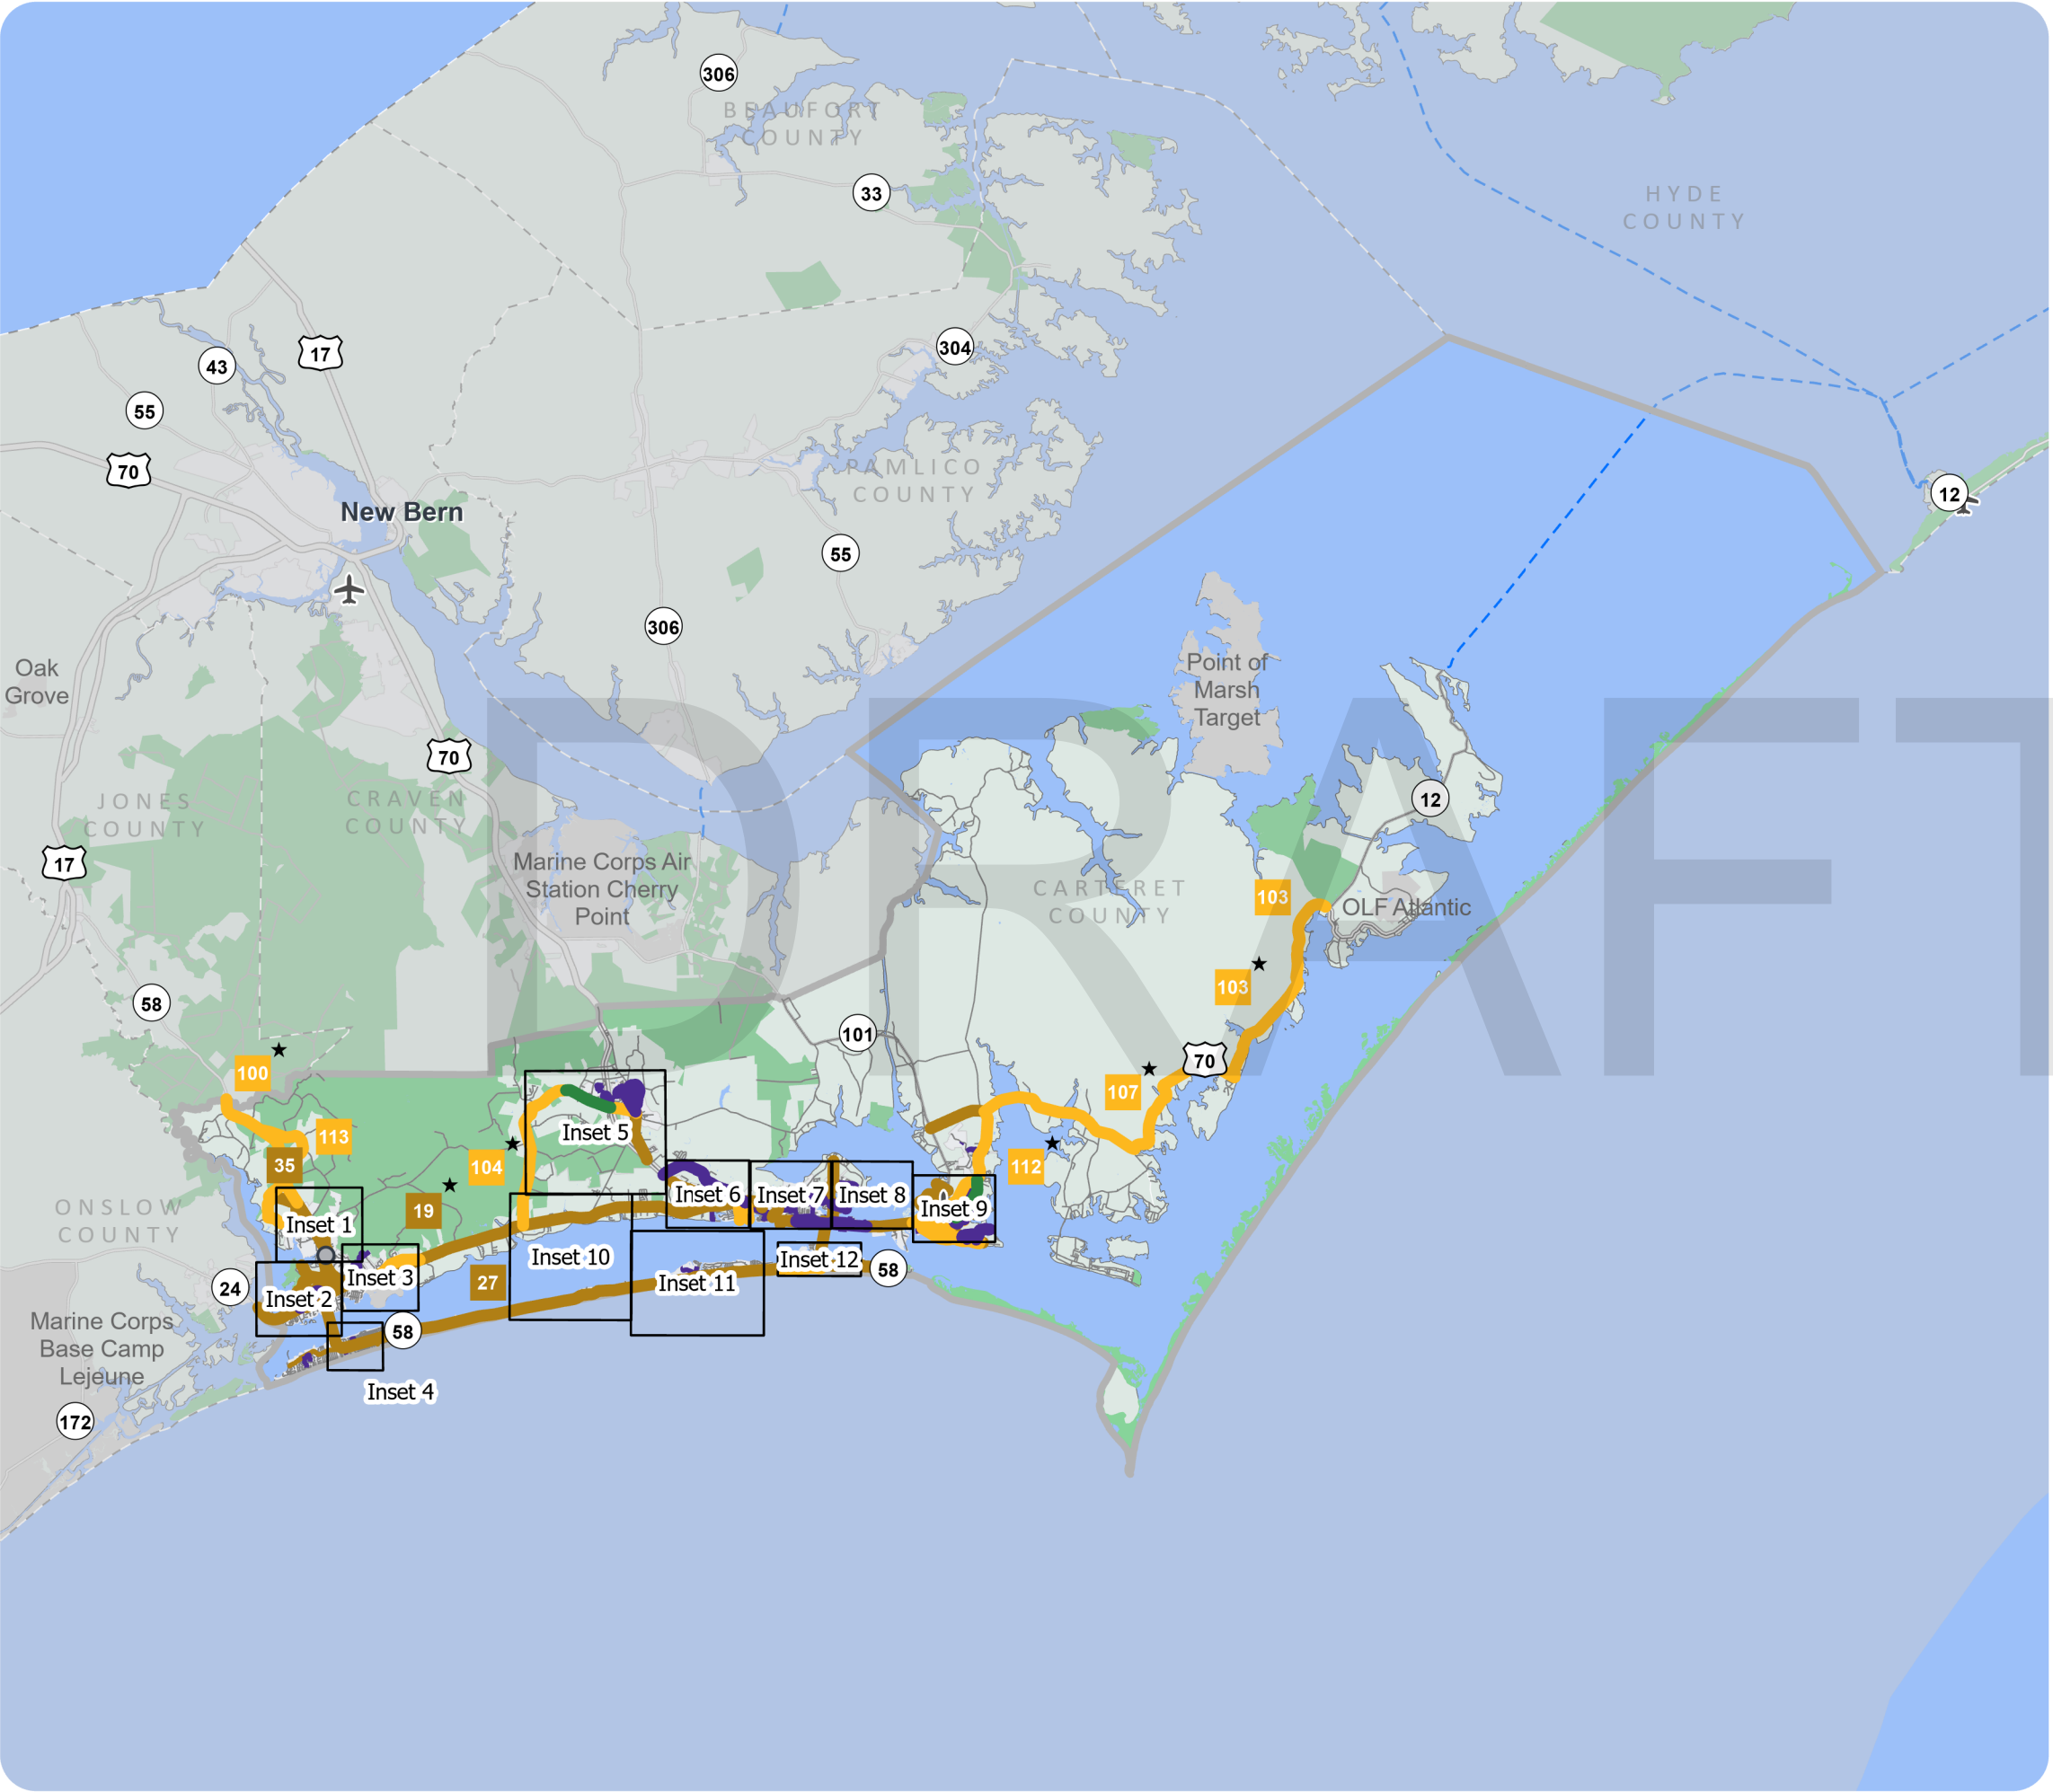 306
BEAUFORT
COUNTY
33
HYDE
COUNTY
304
17
43
55
70
12
PAMLICO
COUNTY
New Bern
55
306
Oak
Grove
Point of
Marsh
Target
70
12
JONES
COUNTY
CRAVEN
COUNTY
DRAFT
17
Marine Corps Air
Station Cherry
Point
CARTERET
COUNTY
103
OLF Atlantic
58
103
101
70
100
107
113
Inset 5
35
104
112
19
Inset 6
Inset 7
Inset 8
Inset 9
ONSLOW
COUNTY
Inset 1
Inset 10
Inset 12
58
24
Inset 3
27
Inset 11
Inset 2
58
Marine Corps
Base Camp
Lejeune
Inset 4
172